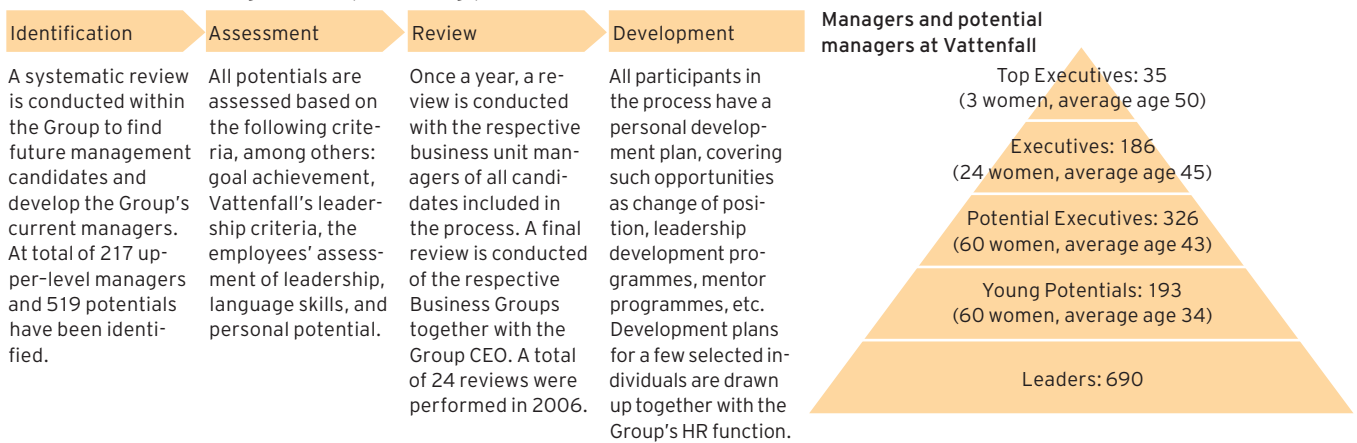 Identification
A systematic review
is conducted within
the Group to find
future management
candidates and
develop the Group's
current managers.
At total of 217 up-
per-level managers
and 519 potentials
have been identi-
fied.
Assessment
All potentials are
assessed based on
the following crite-
ria, among others:
goal achievement,
Vattenfall's leader-
ship criteria, the
employees' assess-
ment of leadership,
language skills, and
personal potential.
Review
Once a year, a re-
view is conducted
with the respective
business unit man-
agers of all candi-
dates included in
the process. A final
review is conducted
of the respective
Business Groups
together with the
Group CEO. A total
of 24 reviews were
performed in 2006.
Development
All participants in
the process have a
personal develop-
ment plan, covering
such opportunities
as change of posi-
tion, leadership
development pro-
grammes, mentor
programmes, etc.
Development plans
for a few selected in-
dividuals are drawn
up together with the
Group's HR function.
Managers and potential
managers at Vattenfall
Top Executives: 35
(3 women, average age 50)
Executives: 186
(24 women, average age 45)
Potential Executives: 326
(60 women, average age 43)
Young Potentials: 193
(60 women, average age 34)
Leaders: 690